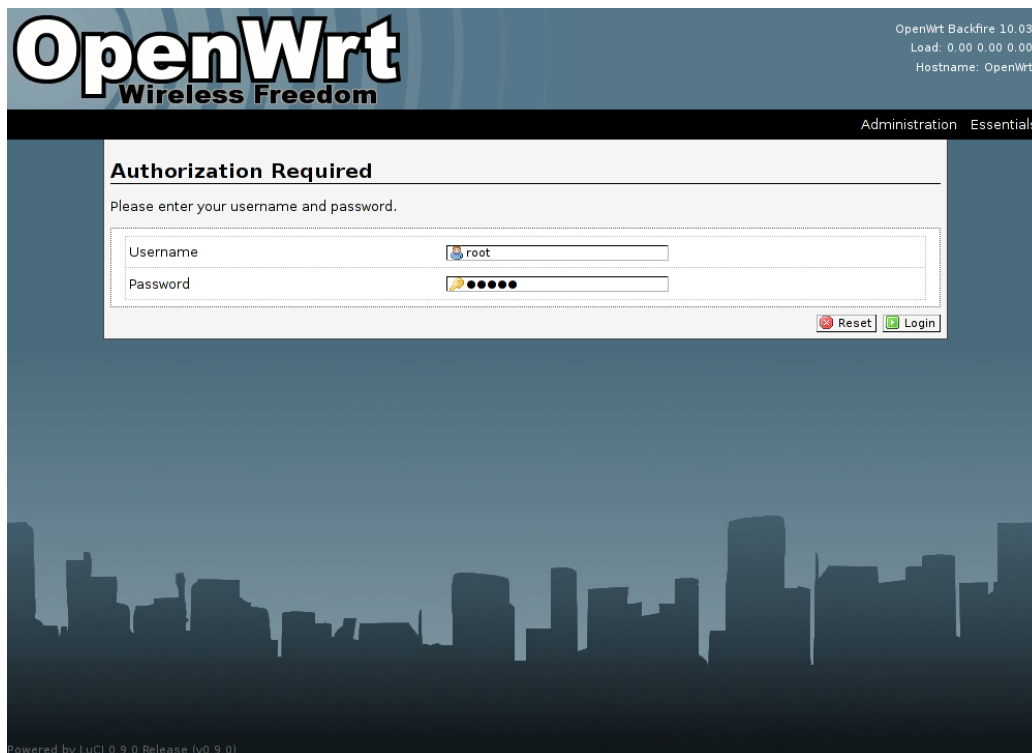 OpenWrt
Wireless Freedom
OpenWrt Backfire 10.03
Load: 0.00 0.00 0.00
Hostname: OpenWrt
Administration Essentials
Authorization Required
Please enter your username and password.
Username root
Password ●●●●●
Reset Login
Powered by LuCI 0.9.0 Release (v0.9.0)